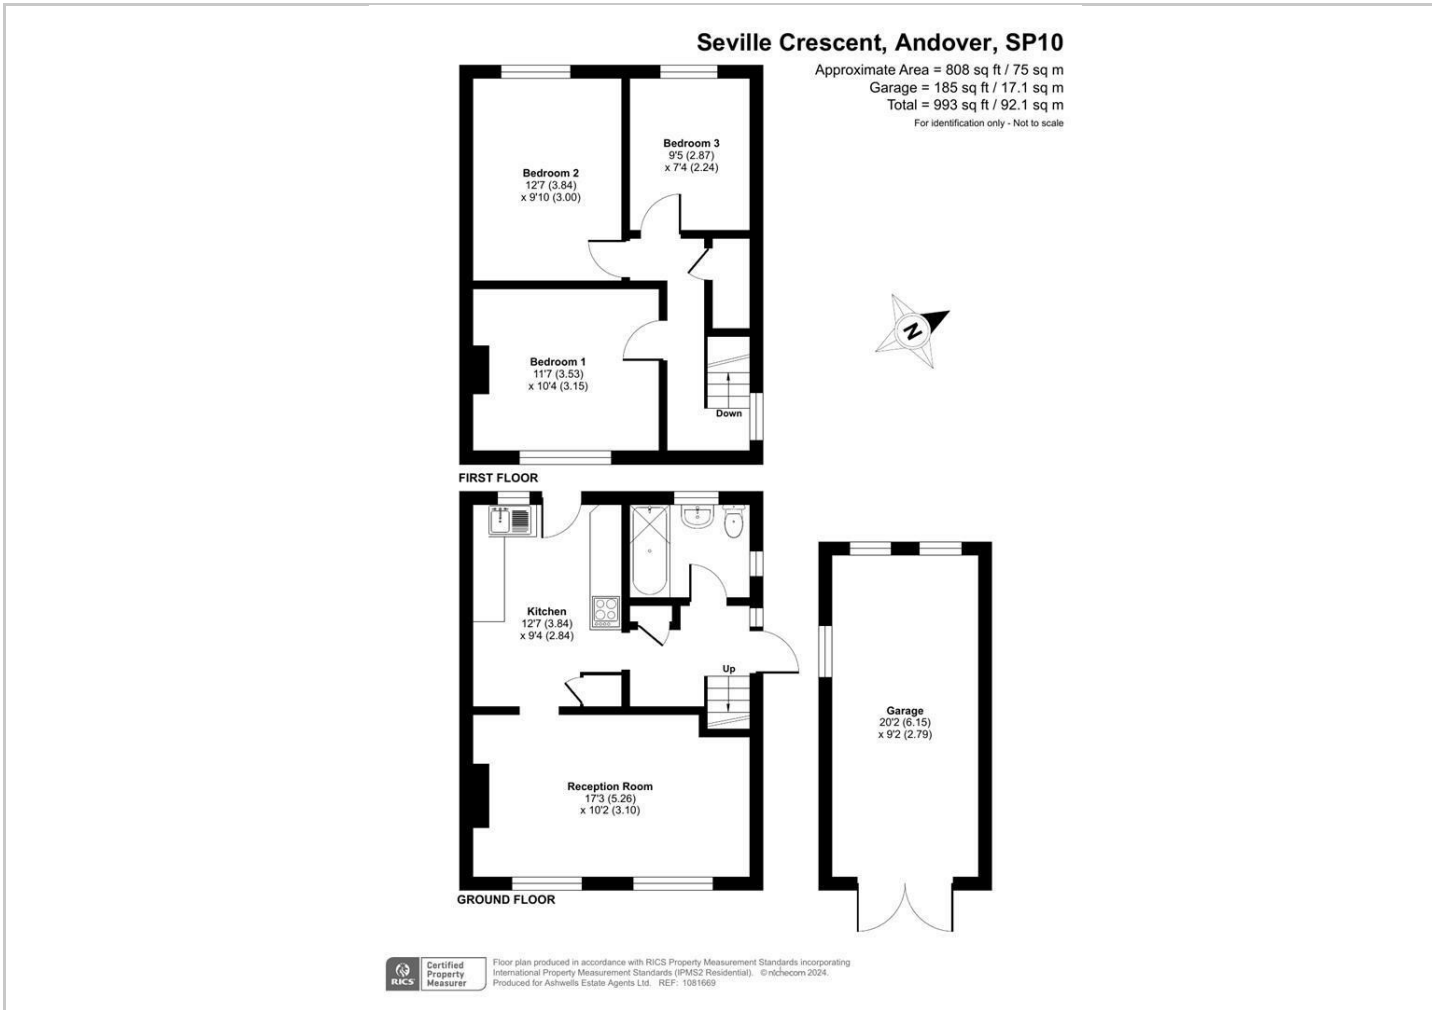 Seville Crescent, Andover, SP10
Approximate Area = 808 sq ft / 75 sq m
Garage = 185 sq ft / 17.1 sq m
Total = 993 sq ft / 92.1 sq m
For identification only - Not to scale
Bedroom 3
9'5 (2.87)
x 7'4 (2.24)
Bedroom 2
12'7 (3.84)
x 9'10 (3.00)
N
Bedroom 1
11'7 (3.53)
x 10'4 (3.15)
Down
FIRST FLOOR
Kitchen
12'7 (3.84)
x 9'4 (2.84)
Up
Garage
20'2 (6.15)
x 9'2 (2.79)
Reception Room
17'3 (5.26)
x 10'2 (3.10)
GROUND FLOOR
RICS
Certified
Property
Measurer
Floor plan produced in accordance with RICS Property Measurement Standards incorporating
International Property Measurement Standards (IPMS2 Residential). © nichecom 2024.
Produced for Ashwells Estate Agents Ltd. REF: 1081669